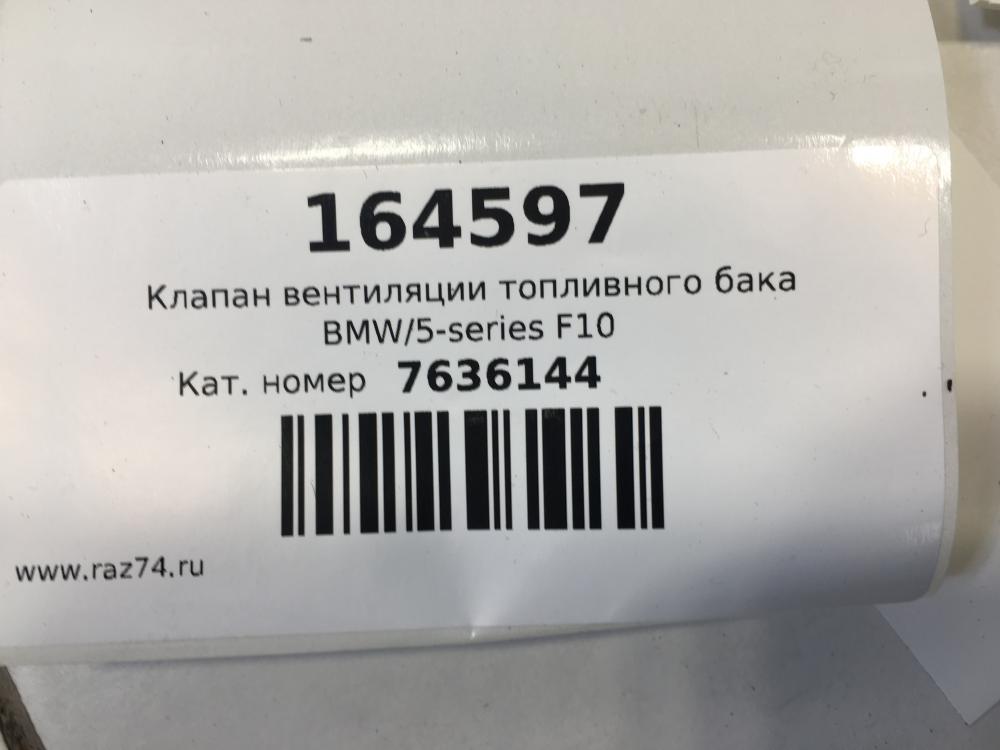 164597
Клапан вентиляции топливного бака
BMW/5-series F10
Кат. номер 7636144
www.raz74.ru